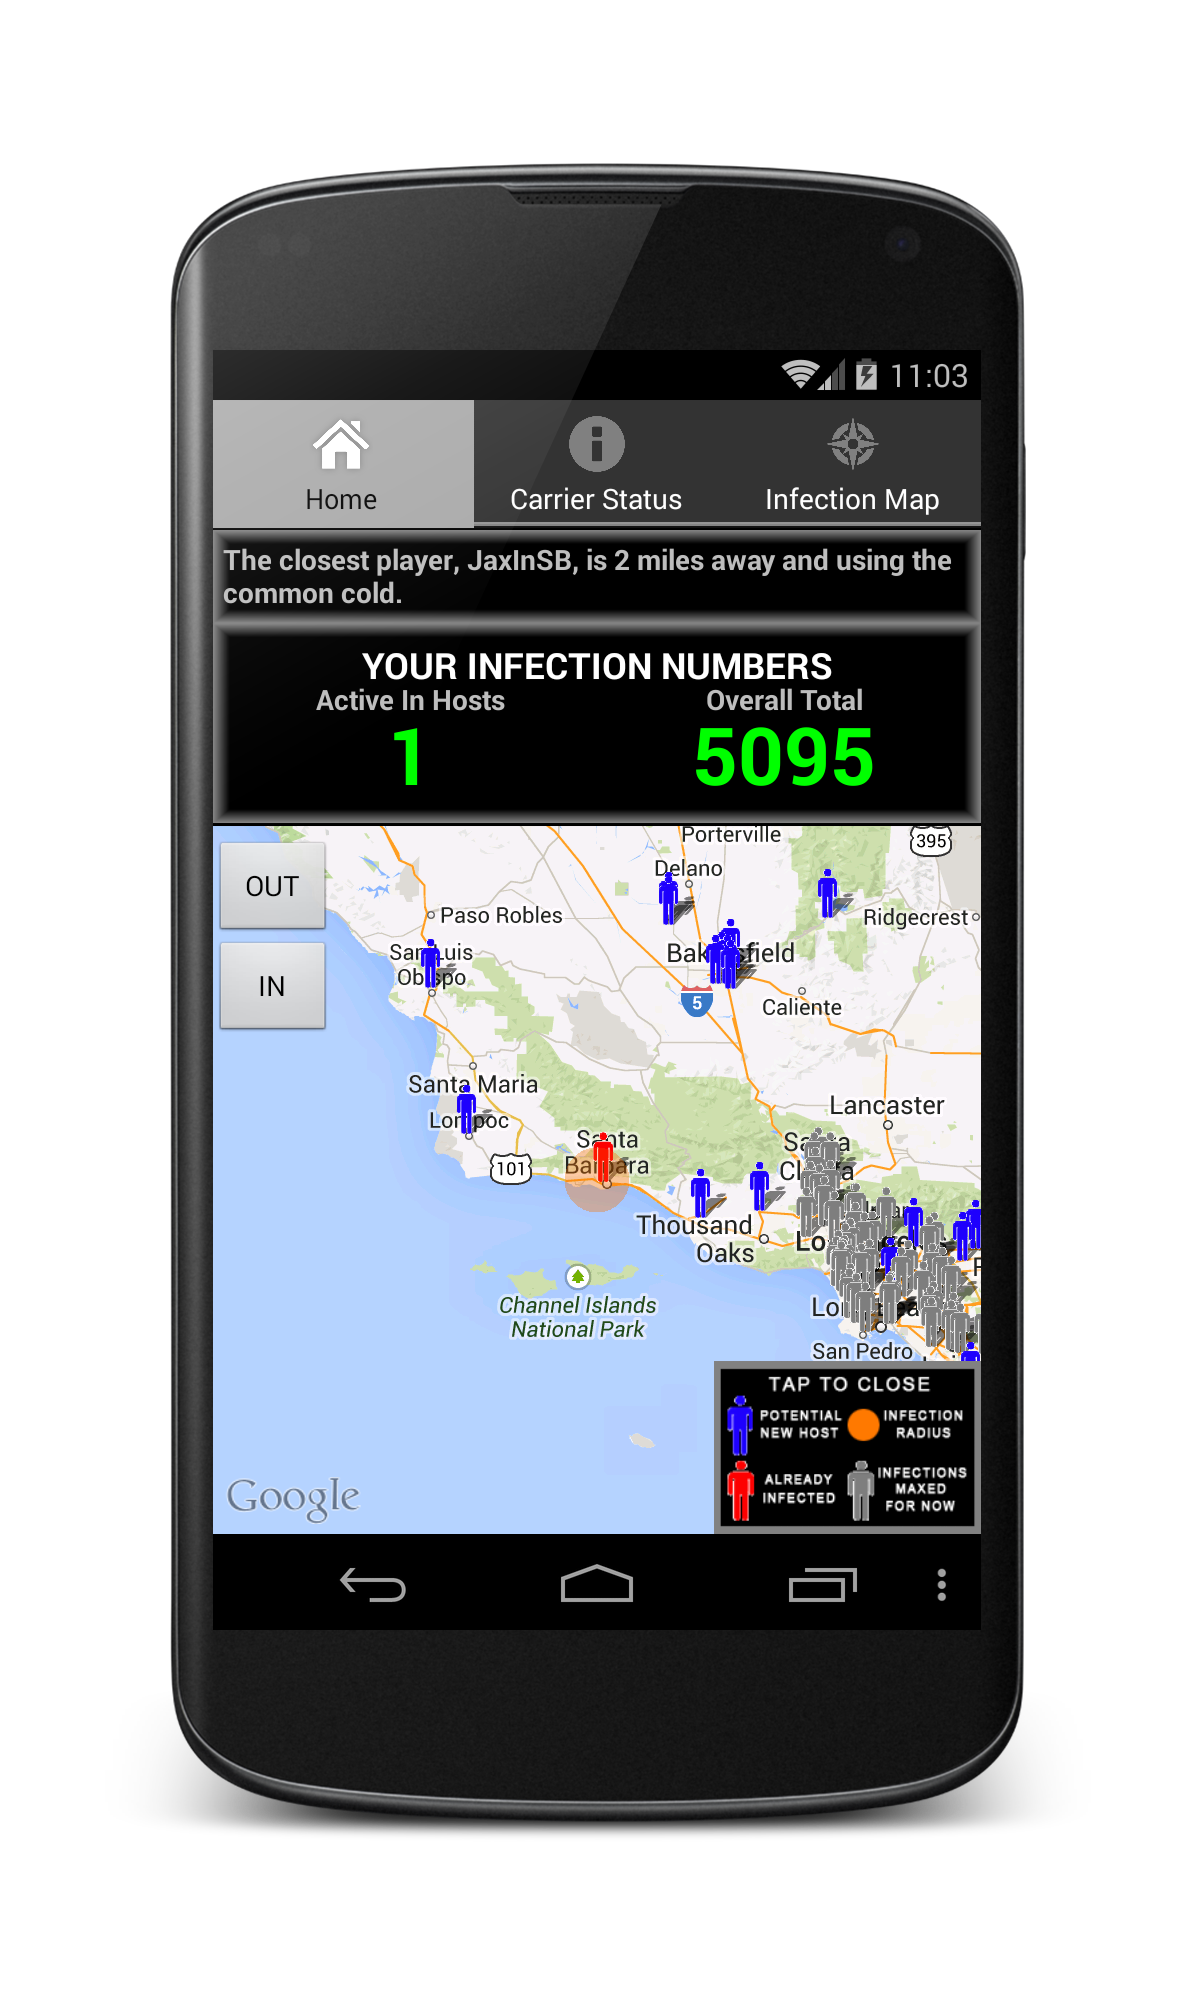 11:03
Home
Carrier Status
Infection Map
The closest player, JaxInSB, is 2 miles away and using the
common cold.
YOUR INFECTION NUMBERS
Active In Hosts
Overall Total
1
5095
OUT
IN
Porterville
395
Delano
Paso Robles
Ridgecrest
San Luis
Obispo
Bakersfield
5
Caliente
Santa Maria
Lompoc
Lancaster
Santa
Barbara
101
Santa
Clarita
Thousand
Oaks
Channel Islands
National Park
San Pedro
TAP TO CLOSE
POTENTIAL
NEW HOST
INFECTION
RADIUS
ALREADY
INFECTED
INFECTIONS
MAXED
FOR NOW
Google